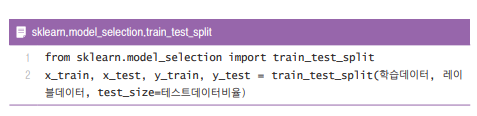 sklearn,model_selection,train_test_split
1 from sklearn.model_selection import train_test_split
2 x_train, x_test, y_train, y_test = train_test_split(학습데이터, 레이
블데이터, test_size=테스트데이터비율)